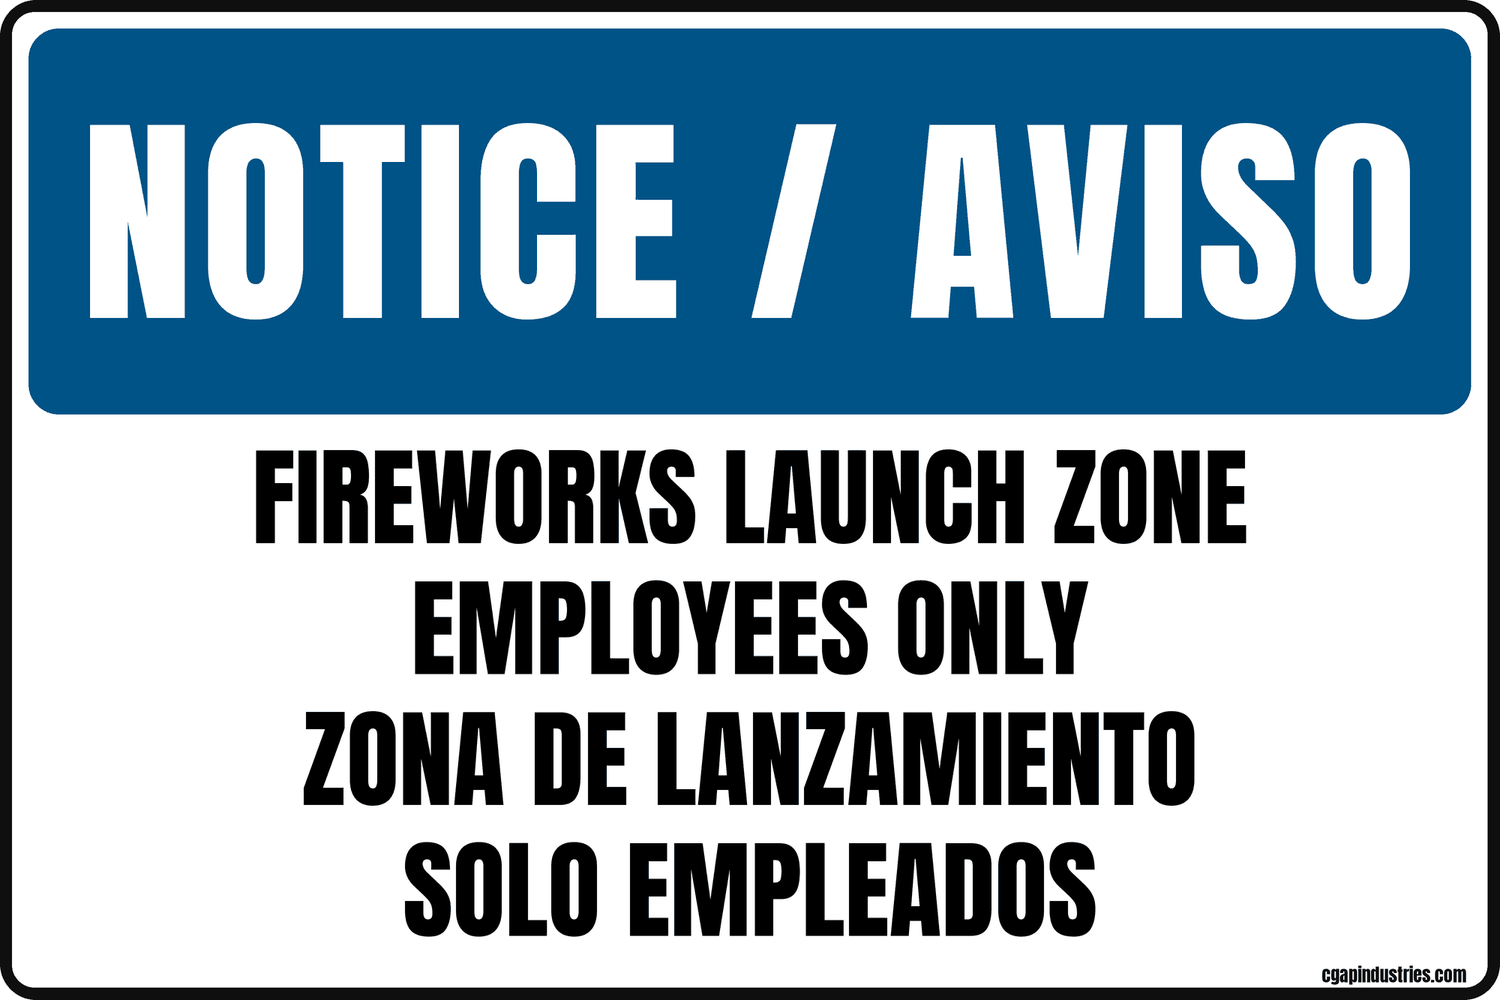 NOTICE / AVISO
FIREWORKS LAUNCH ZONE
EMPLOYEES ONLY
ZONA DE LANZAMIENTO
SOLO EMPLEADOS
cgapindustries.com